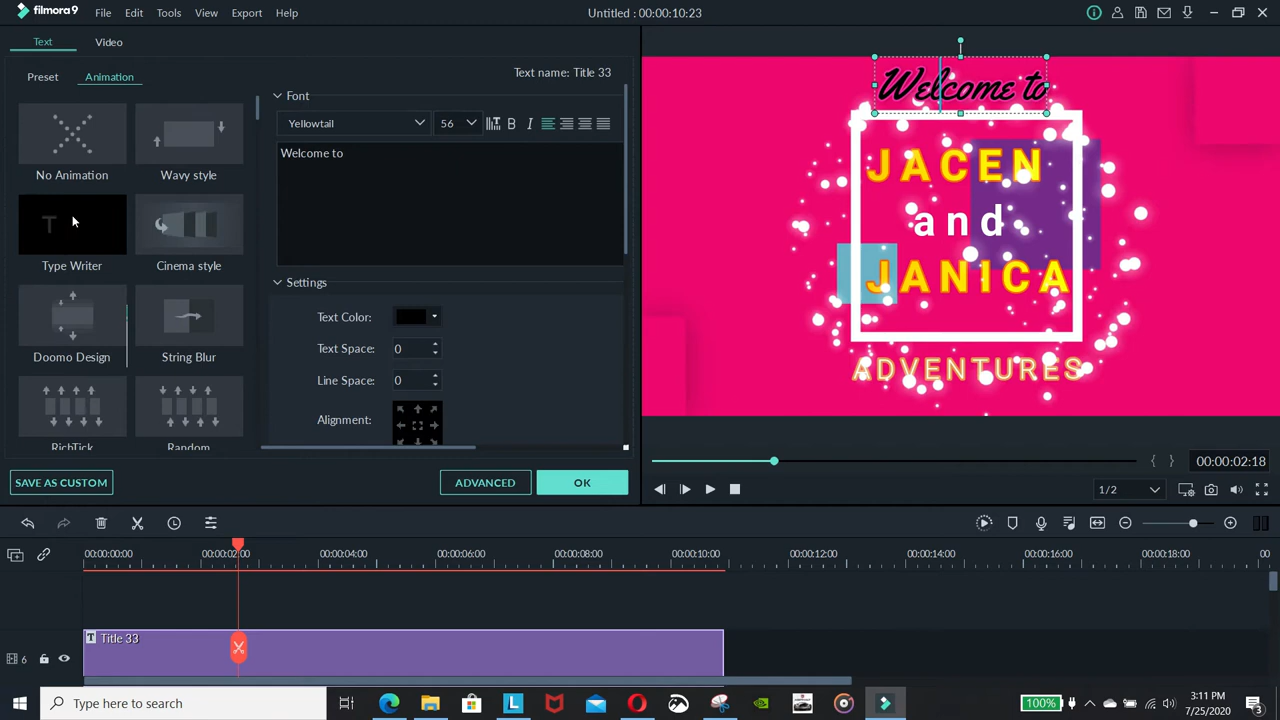 filmora 9 File Edit Tools View Export Help Untitled : 00:00:10:23
Text Video
Preset Animation Text name: Title 33
Font
Yellowtail 56 B I
Welcome to
No Animation Wavy style
T
Type Writer Cinema style
Doomo Design String Blur
RichTick Random
Settings
Text Color:
Text Space: 0
Line Space: 0
Alignment:
SAVE AS CUSTOM ADVANCED OK
Welcome to
JACEN
and
JANICA
ADVENTURES
{ } 00:00:02:18
1/2
00:00:00:00 00:00:02:00 00:00:04:00 00:00:06:00 00:00:08:00 00:00:10:00 00:00:12:00 00:00:14:00 00:00:16:00 00:00:18:00 00
T Title 33
6
Type here to search
L
100%
3:11 PM
7/25/2020
3